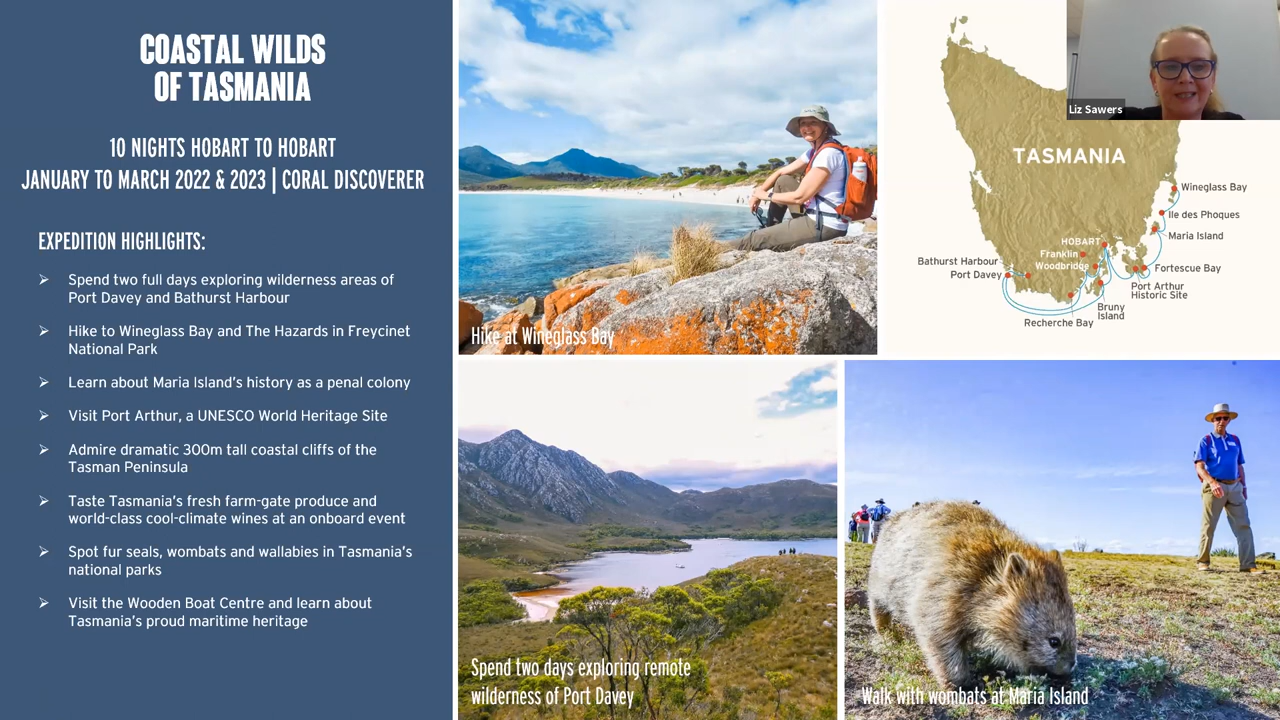 COASTAL WILDS
OF TASMANIA
10 NIGHTS HOBART TO HOBART
JANUARY TO MARCH 2022 & 2023 | CORAL DISCOVERER
EXPEDITION HIGHLIGHTS:
Spend two full days exploring wilderness areas of
Port Davey and Bathurst Harbour
Hike to Wineglass Bay and The Hazards in Freycinet
National Park
Learn about Maria Island's history as a penal colony
Visit Port Arthur, a UNESCO World Heritage Site
Admire dramatic 300m tall coastal cliffs of the
Tasman Peninsula
Taste Tasmania's fresh farm-gate produce and
world-class cool-climate wines at an onboard event
Spot fur seals, wombats and wallabies in Tasmania's
national parks
Visit the Wooden Boat Centre and learn about
Tasmania's proud maritime heritage
Hike at Wineglass Bay
Liz Sawers
TASMANIA
Wineglass Bay
Ile des Phoques
Maria Island
HOBART
Franklin
Woodbridge
Bathurst Harbour
Port Davey
Fortescue Bay
Port Arthur
Historic Site
Bruny
Island
Recherche Bay
Spend two days exploring remote
wilderness of Port Davey
Walk with wombats at Maria Island